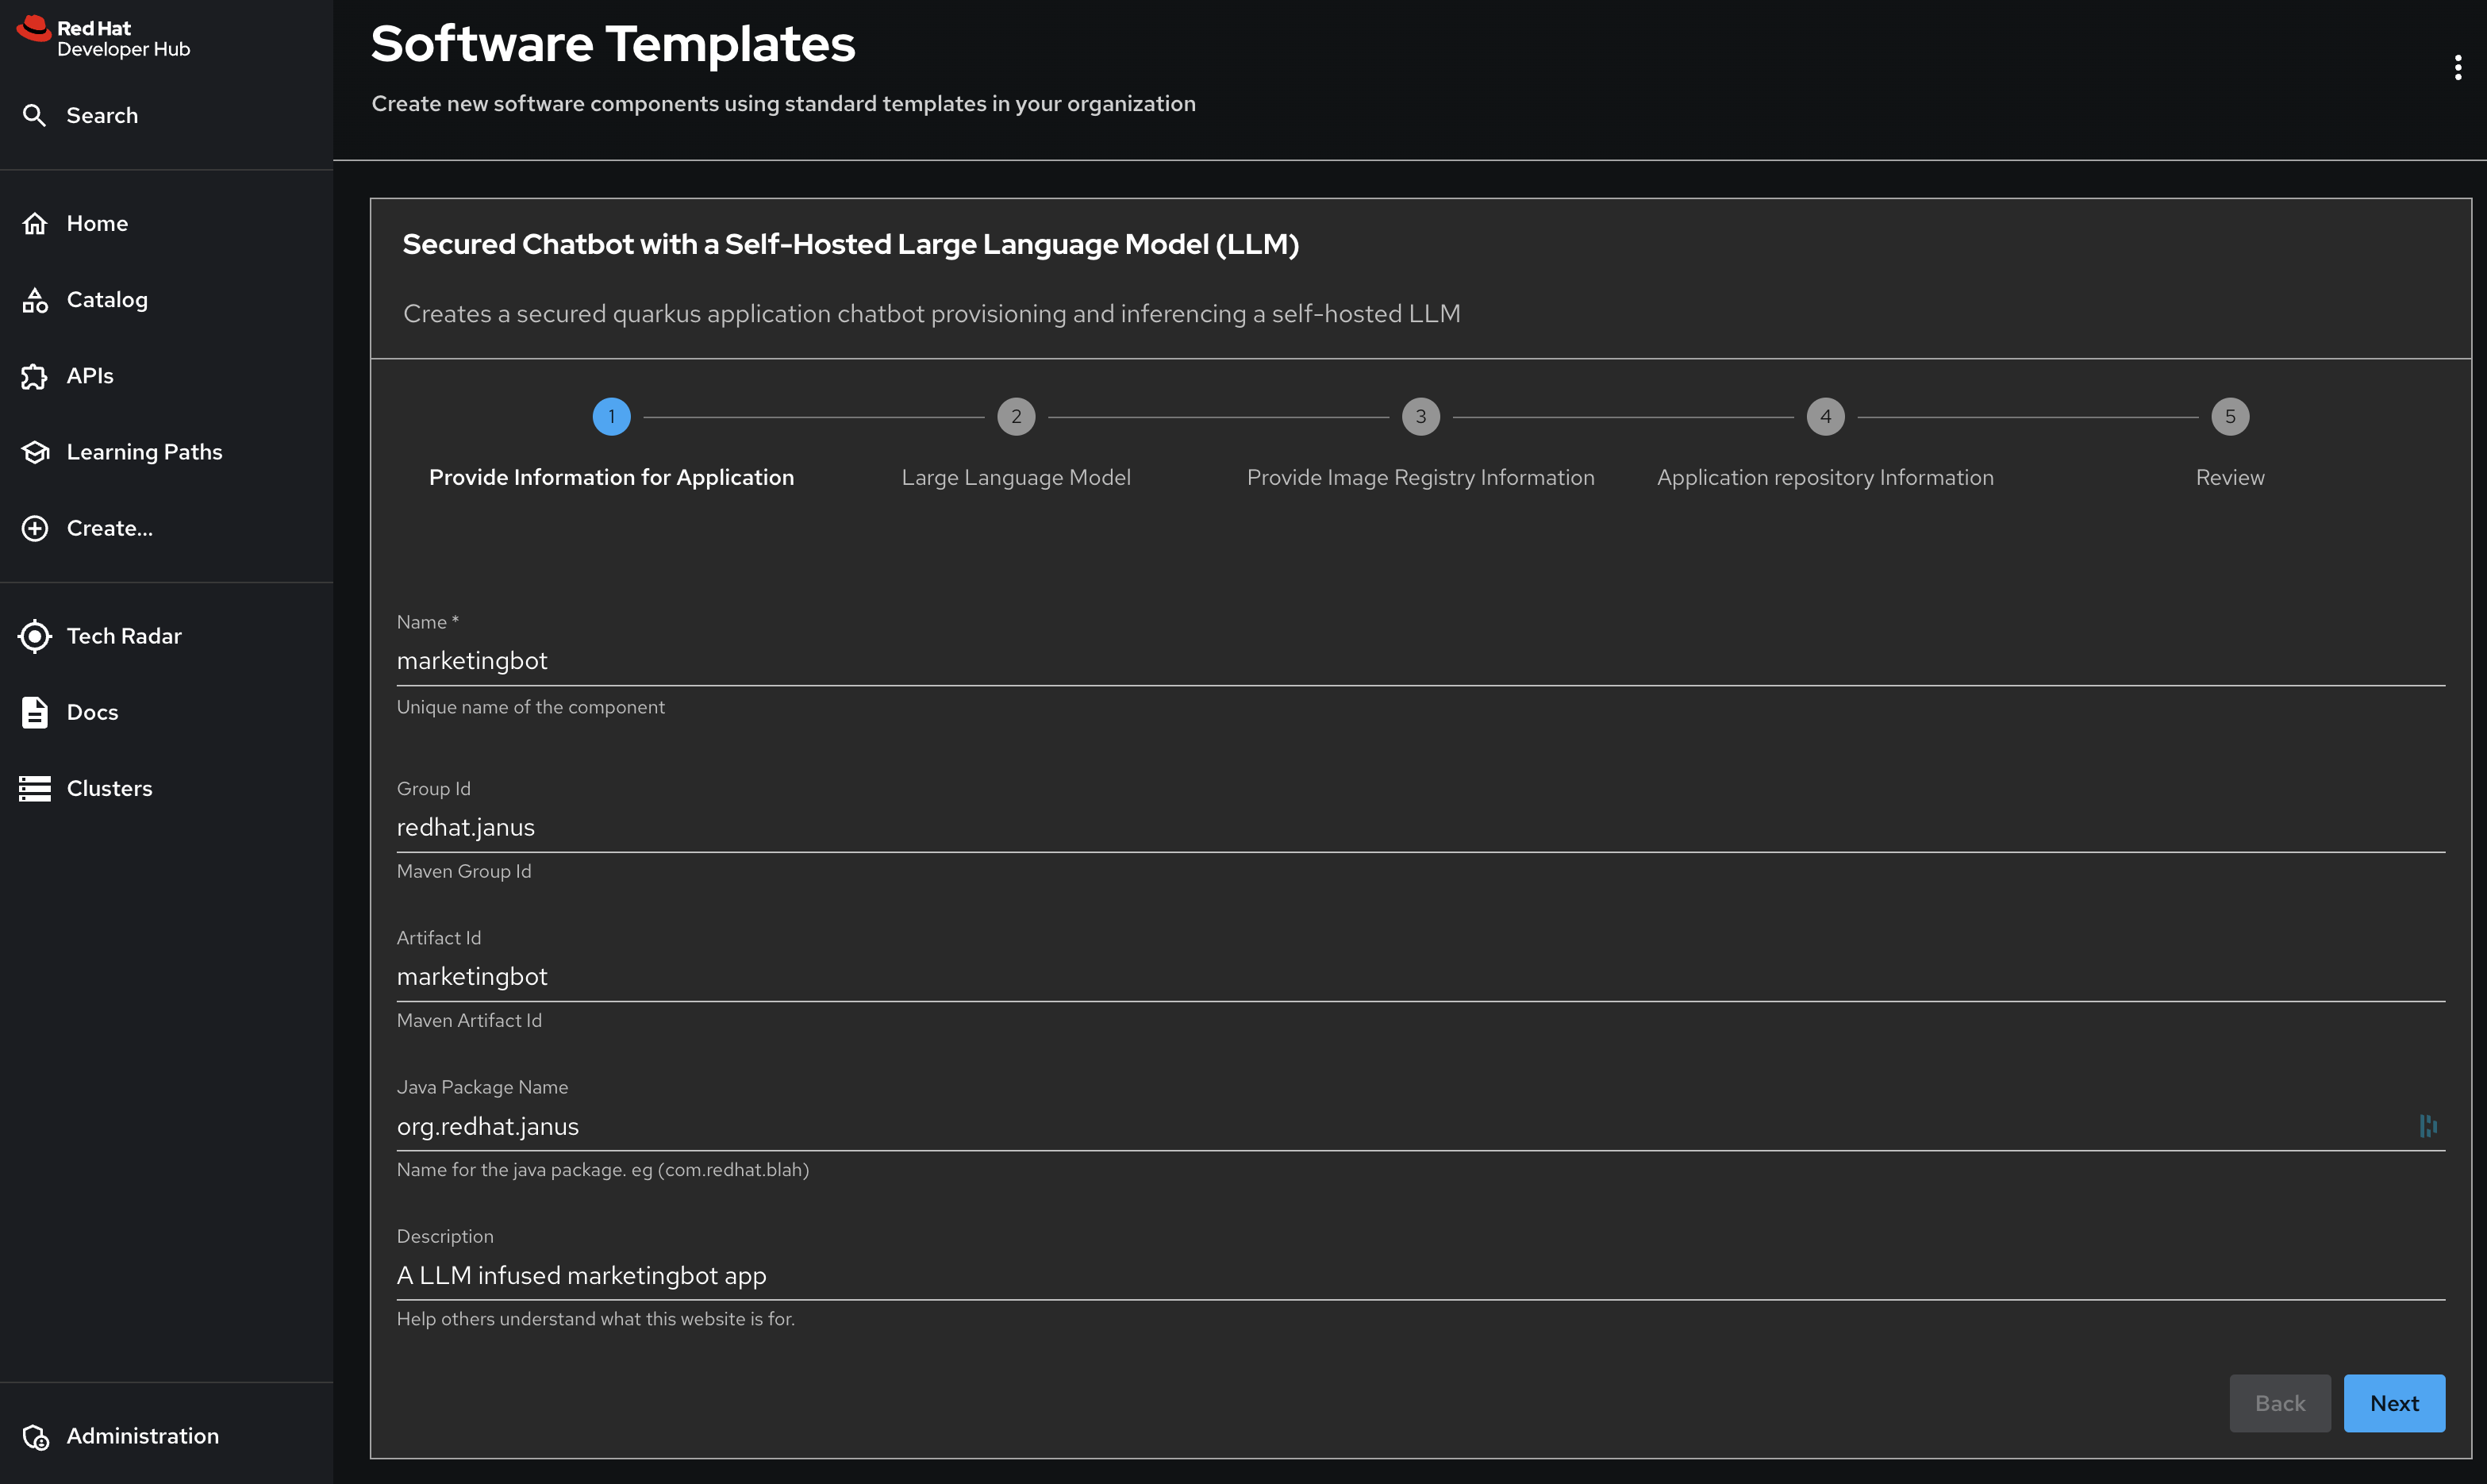 Red Hat
Developer Hub
Search
Home
Catalog
APIs
Learning Paths
Create...
Tech Radar
Docs
Clusters
Administration
Software Templates
Create new software components using standard templates in your organization
Secured Chatbot with a Self-Hosted Large Language Model (LLM)
Creates a secured quarkus application chatbot provisioning and inferencing a self-hosted LLM
1
Provide Information for Application
2
Large Language Model
3
Provide Image Registry Information
4
Application repository Information
5
Review
Name *
marketingbot
Unique name of the component
Group Id
redhat.janus
Maven Group Id
Artifact Id
marketingbot
Maven Artifact Id
Java Package Name
org.redhat.janus
Name for the java package. eg (com.redhat.blah)
Description
A LLM infused marketingbot app
Help others understand what this website is for.
Back
Next